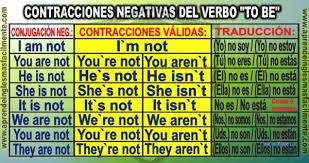 CONTRACCIONES NEGATIVAS DEL VERBO "TO BE"
CONJUGACIÓN NEG.: CONTRACCIONES VÁLIDAS: TRADUCCIÓN:
I am not I`m not (Yo) no soy / (Yo) no estoy
You are not You`re not You aren`t (Tú) no eres / (Tú) no estás
He is not He`s not He isn`t (Él) no es / (Él) no está
She is not She`s not She isn`t (Ella) no es / (Ella) no está
It is not It`s not It isn`t No es / No está
We are not We`re not We aren`t (Nos.) no somos / (Nos.) no estamos
You are not You`re not You aren`t (Uds.) no son / (Uds.) no están
They are not They`re not They aren`t (Ellos) no son / (Ellos) no están
www.aprendeinglesmasfacilmente.com
www.aprendeinglesmasfacilmente.com